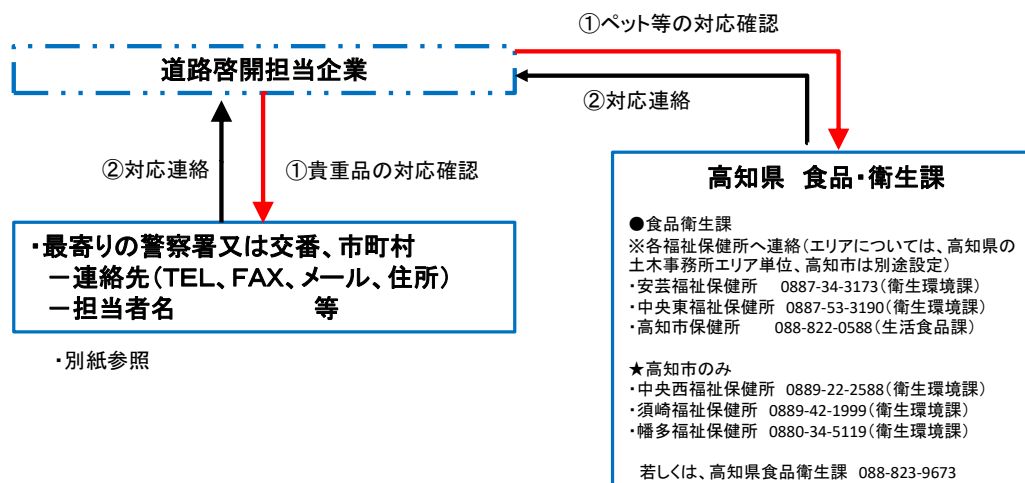 ①ペット等の対応確認
道路啓開担当企業
②対応連絡
②対応連絡
①貴重品の対応確認
・最寄りの警察署又は交番、市町村
－連絡先(TEL、FAX、メール、住所)
－担当者名 等
・別紙参照
高知県 食品・衛生課
●食品衛生課
※各福祉保健所へ連絡(エリアについては、高知県の
土木事務所エリア単位、高知市は別途設定)
・安芸福祉保健所 0887-34-3173(衛生環境課)
・中央東福祉保健所 0887-53-3190(衛生環境課)
・高知市保健所 088-822-0588(生活食品課)
★高知市のみ
・中央西福祉保健所 0889-22-2588(衛生環境課)
・須崎福祉保健所 0889-42-1999(衛生環境課)
・幡多福祉保健所 0880-34-5119(衛生環境課)
若しくは、高知県食品衛生課 088-823-9673